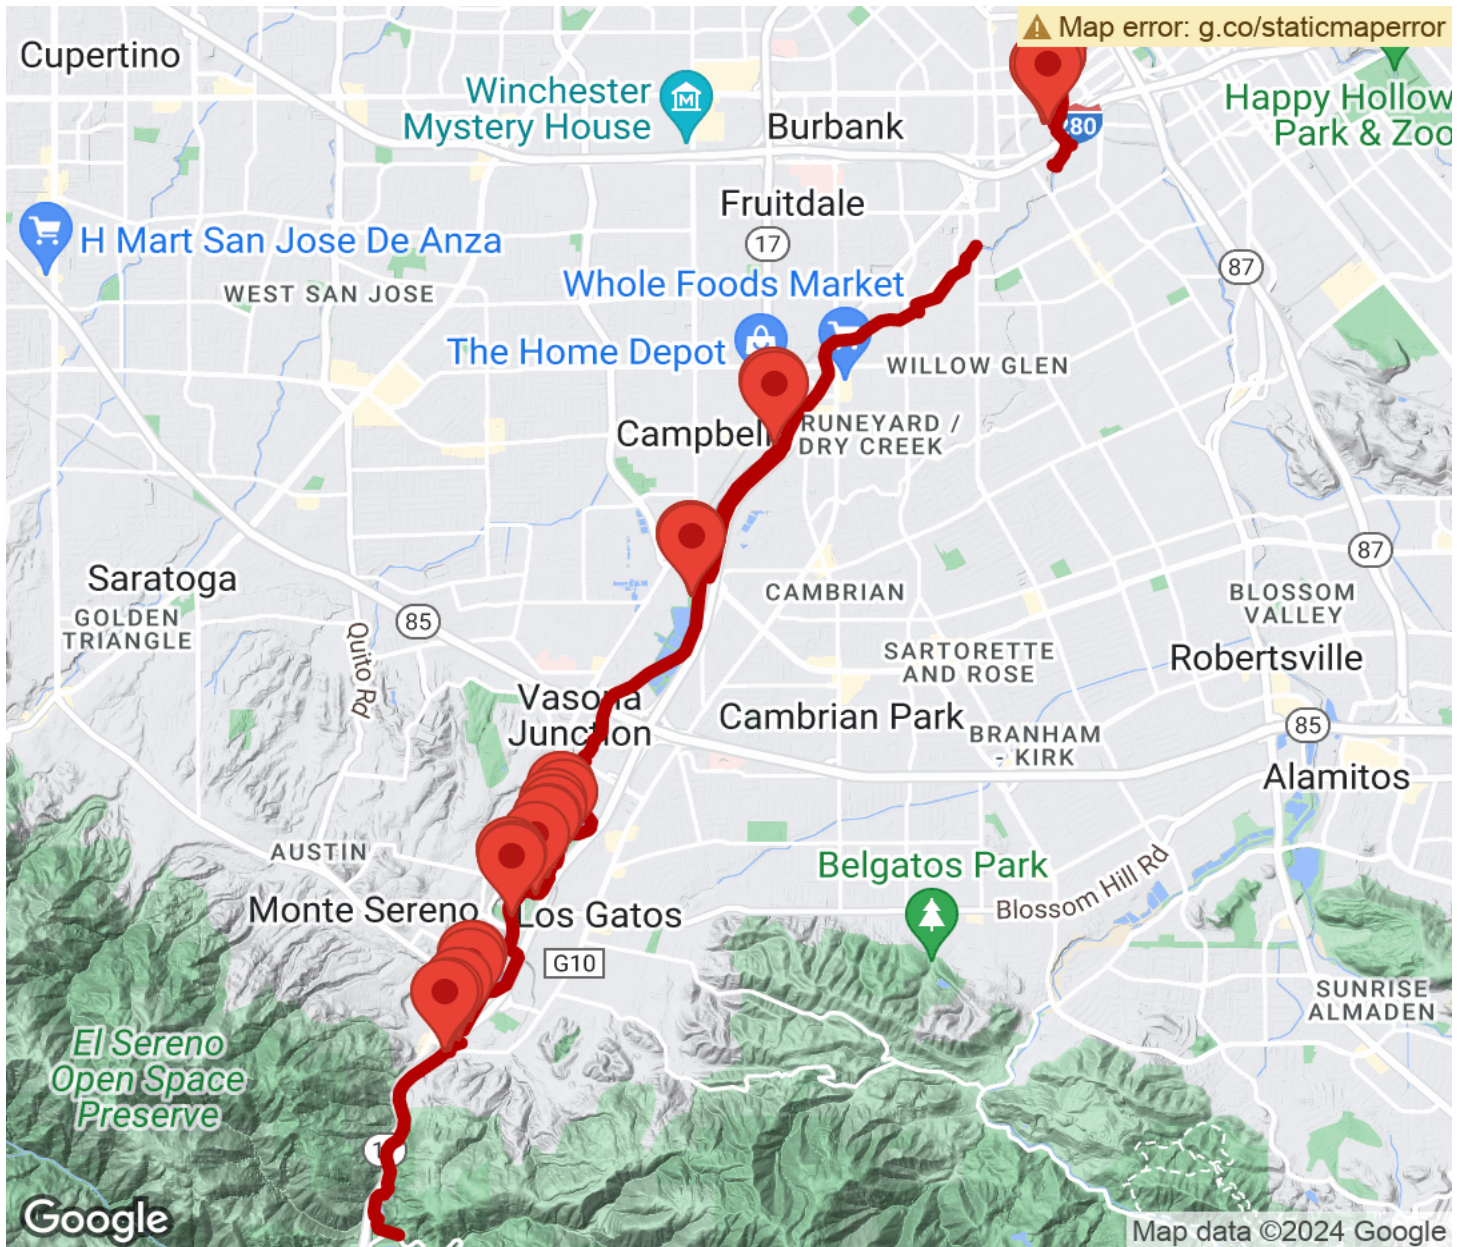 Map error: g.co/staticmaperror
Cupertino
Winchester
Mystery House
M
Burbank
80
Happy Hollow
Park & Zoo
Fruitdale
17
H Mart San Jose De Anza
87
WEST SAN JOSE
Whole Foods Market
The Home Depot
WILLOW GLEN
Campbell
RUNEYARD /
DRY CREEK
87
Saratoga
CAMBRIAN
BLOSSOM
VALLEY
GOLDEN
TRIANGLE
85
Quito Rd
SARTORETTE
AND ROSE
Robertsville
Vasona
Junction
Cambrian Park
BRANHAM
- KIRK
85
Alamitos
AUSTIN
Belgatos Park
Blossom Hill Rd
Monte Sereno
Los Gatos
G10
SUNRISE
ALMADEN
El Sereno
Open Space
Preserve
1
Google
Map data ©2024 Google